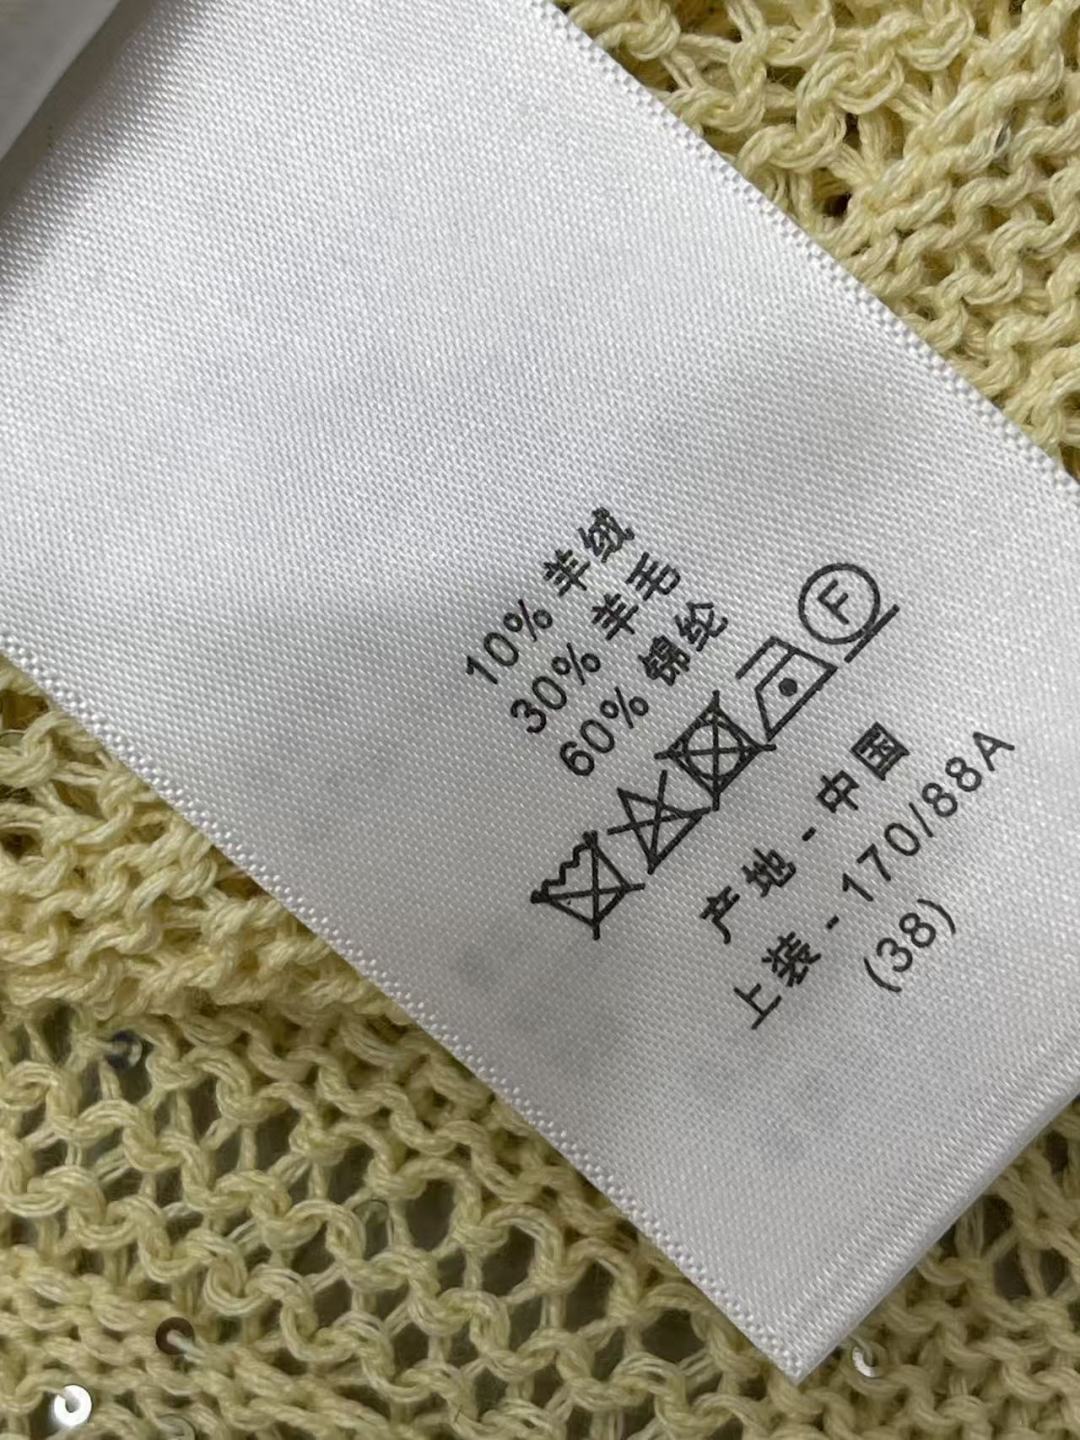 10% 羊绒
30% 羊毛
60% 锦纶
F
产地 - 中国
上装 - 170/88A
(38)